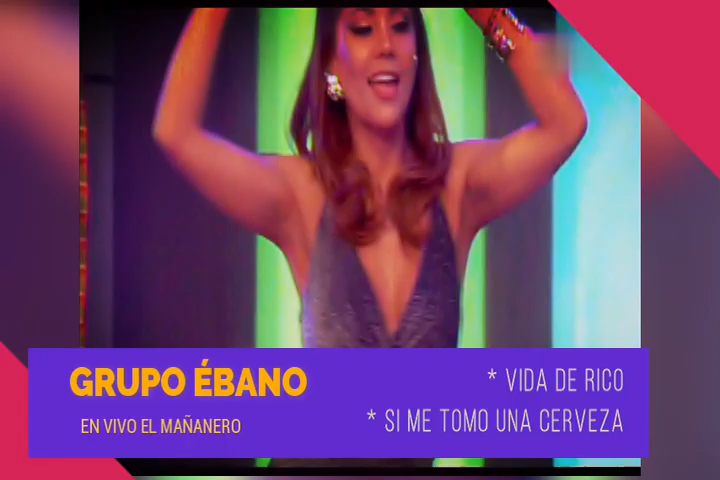 GRUPO ÉBANO
EN VIVO EL MAÑANERO
* VIDA DE RICO
* SI ME TOMO UNA CERVEZA